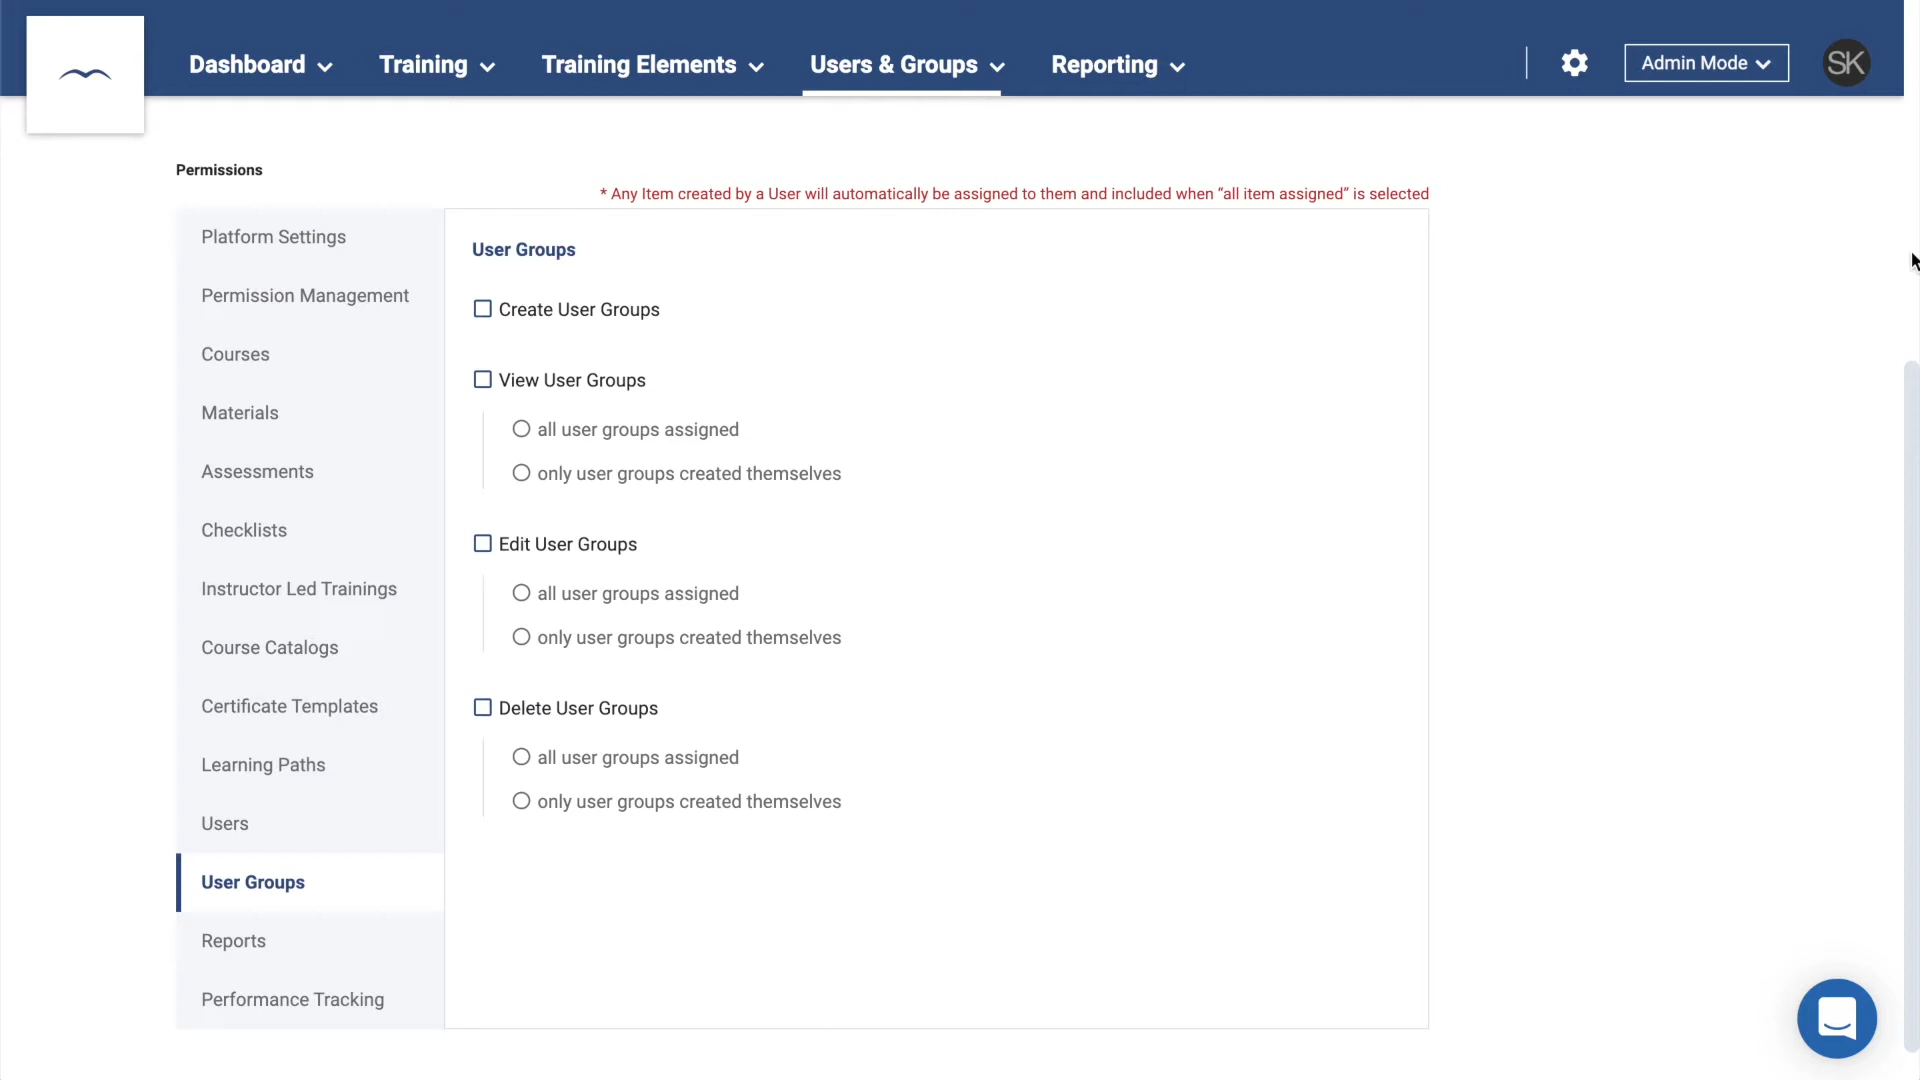 Dashboard
Training
Training Elements
Users & Groups
Reporting
Admin Mode
SK
Permissions
* Any Item created by a User will automatically be assigned to them and included when “all item assigned” is selected
Platform Settings
Permission Management
Courses
Materials
Assessments
Checklists
Instructor Led Trainings
Course Catalogs
Certificate Templates
Learning Paths
Users
User Groups
Reports
Performance Tracking
User Groups
Create User Groups
View User Groups
all user groups assigned
only user groups created themselves
Edit User Groups
all user groups assigned
only user groups created themselves
Delete User Groups
all user groups assigned
only user groups created themselves